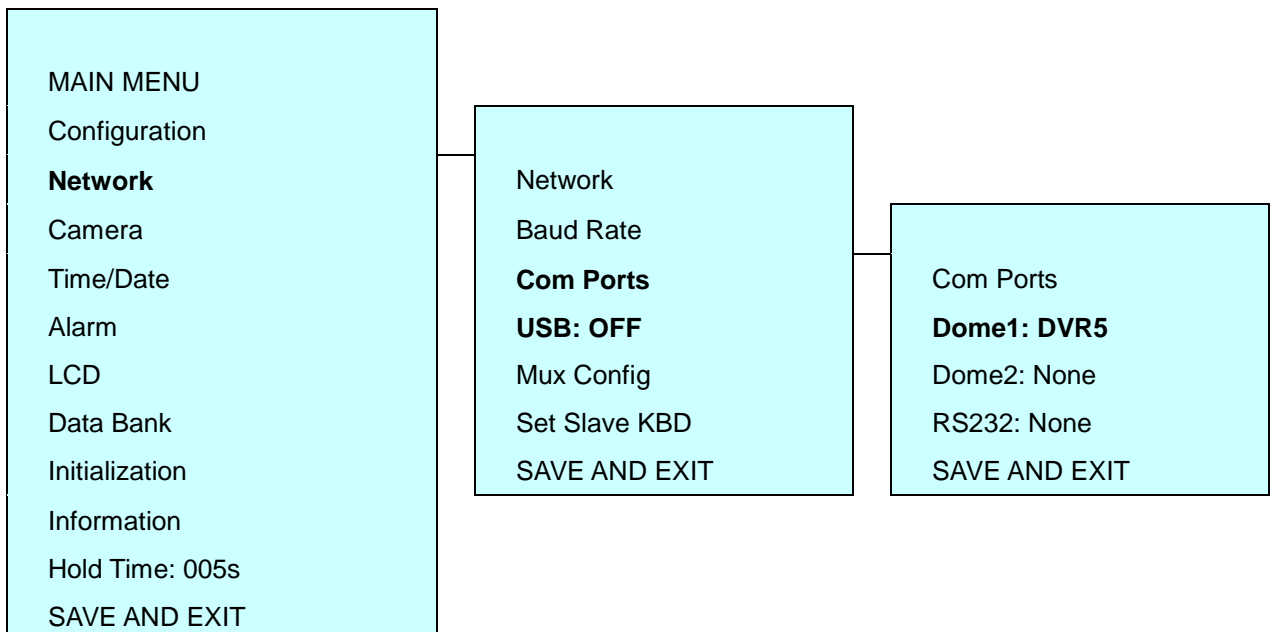 MAIN MENU
Configuration
Network
Camera
Time/Date
Alarm
LCD
Data Bank
Initialization
Information
Hold Time: 005s
SAVE AND EXIT
Network
Baud Rate
Com Ports
USB: OFF
Mux Config
Set Slave KBD
SAVE AND EXIT
Com Ports
Dome1: DVR5
Dome2: None
RS232: None
SAVE AND EXIT